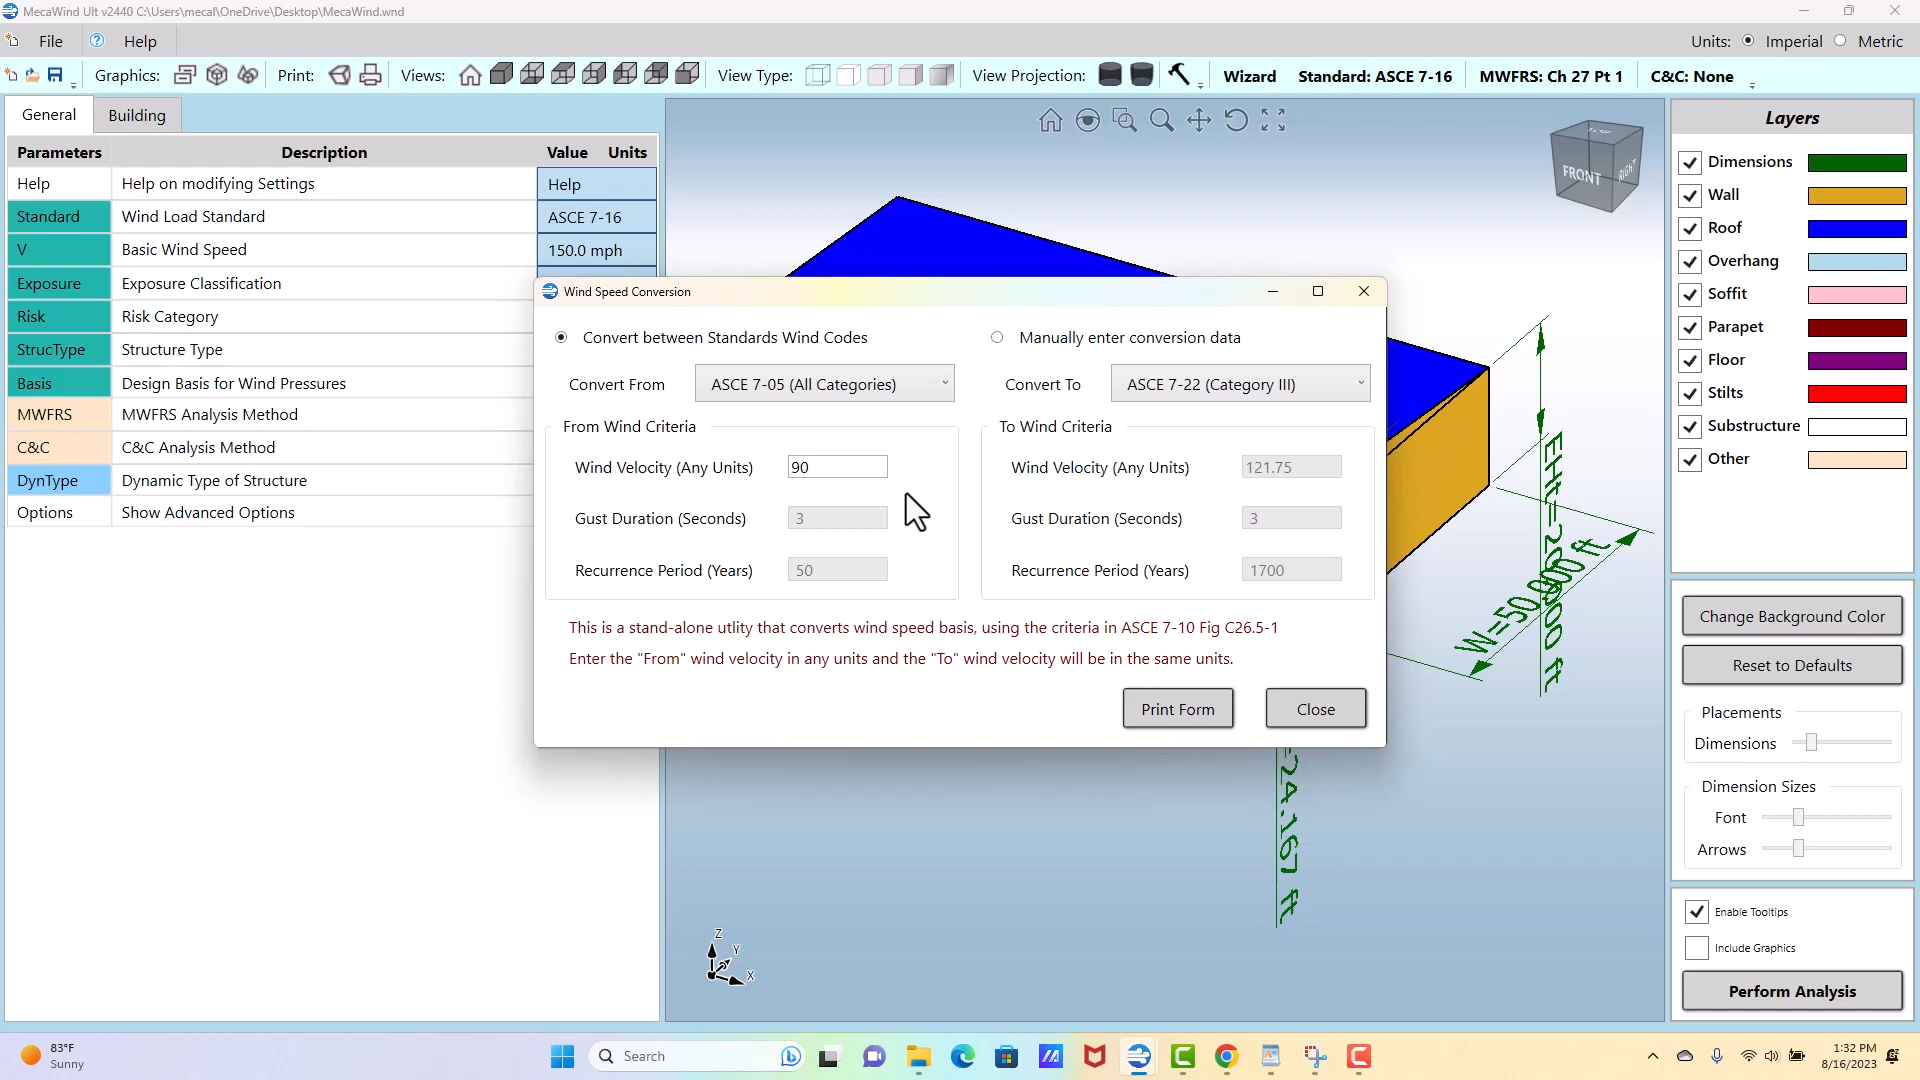 MecaWind Ult v2440 C:\Users\mecal\OneDrive\Desktop\MecaWind.wnd
File Help Units: Imperial Metric
Graphics: Print: Views: View Type: View Projection: Wizard Standard: ASCE 7-16 MWFRS: Ch 27 Pt 1 C&C: None
General Building
Parameters Description Value Units
Help Help on modifying Settings Help
Standard Wind Load Standard ASCE 7-16
V Basic Wind Speed 150.0 mph
Exposure Exposure Classification
Risk Risk Category
StrucType Structure Type
Basis Design Basis for Wind Pressures
MWFRS MWFRS Analysis Method
C&C C&C Analysis Method
DynType Dynamic Type of Structure
Options Show Advanced Options
Wind Speed Conversion
Convert between Standards Wind Codes Manually enter conversion data
Convert From ASCE 7-05 (All Categories) Convert To ASCE 7-22 (Category III)
From Wind Criteria To Wind Criteria
Wind Velocity (Any Units) 90 Wind Velocity (Any Units) 121.75
Gust Duration (Seconds) 3 Gust Duration (Seconds) 3
Recurrence Period (Years) 50 Recurrence Period (Years) 1700
This is a stand-alone utlity that converts wind speed basis, using the criteria in ASCE 7-10 Fig C26.5-1
Enter the "From" wind velocity in any units and the "To" wind velocity will be in the same units.
Print Form Close
TOP
FRONT RIGHT
=24.167 ft
Z
Y
X
Layers
Dimensions
Wall
Roof
Overhang
Soffit
Parapet
Floor
Stilts
Substructure
Other
Change Background Color
Reset to Defaults
Placements
Dimensions
Dimension Sizes
Font
Arrows
Enable Tooltips
Include Graphics
Perform Analysis
83°F
Sunny
Search
1:32 PM
8/16/2023